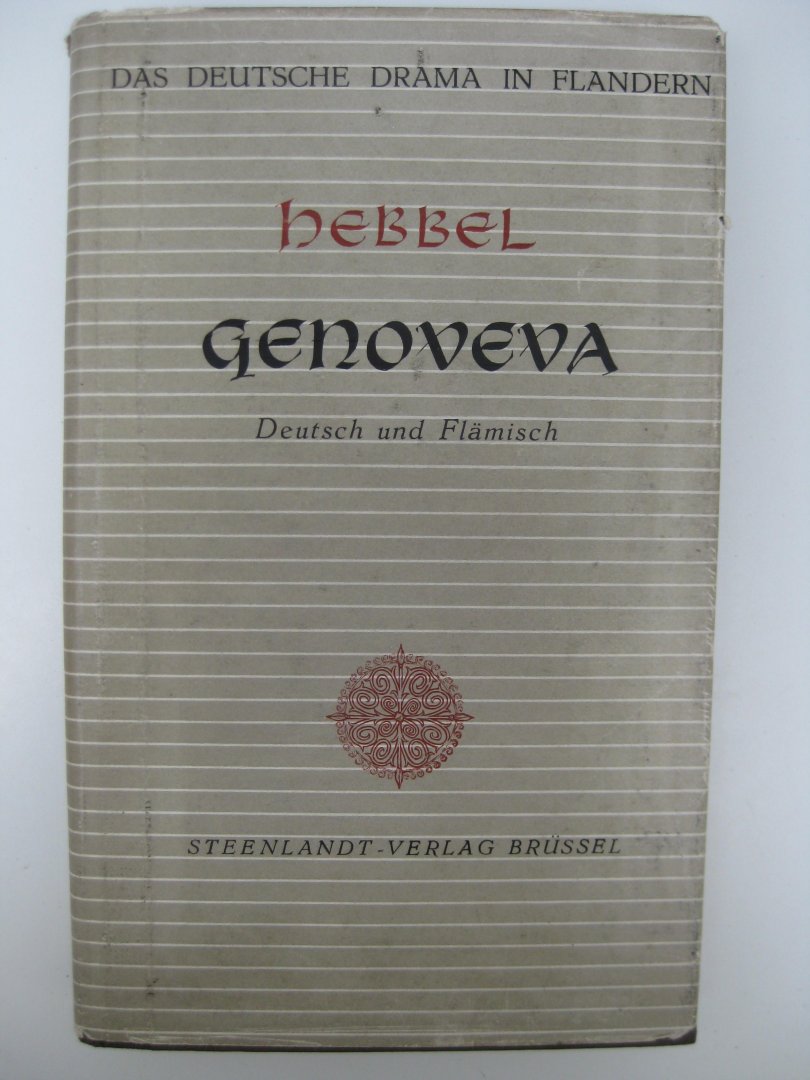 DAS DEUTSCHE DRAMA IN FLANDERN
HEBBEL
GENOVEVA
Deutsch und Flämisch
STEENLANDT-VERLAG BRÜSSEL